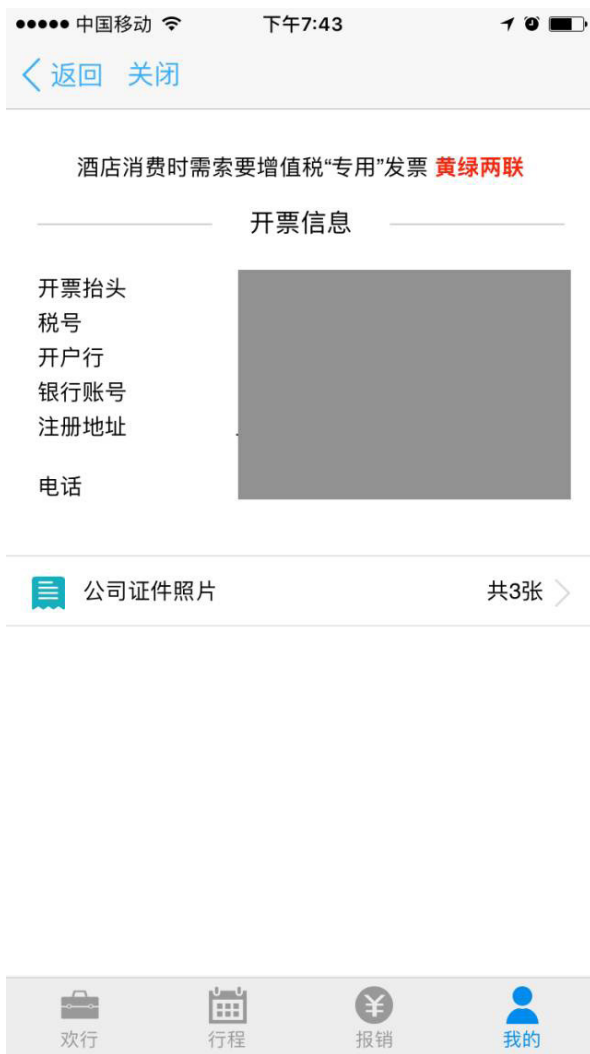 中国移动 下午7:43
返回 关闭
酒店消费时需索要增值税“专用”发票 黄绿两联
开票信息
开票抬头
税号
开户行
银行账号
注册地址
电话
公司证件照片 共3张
欢行 行程 报销 我的